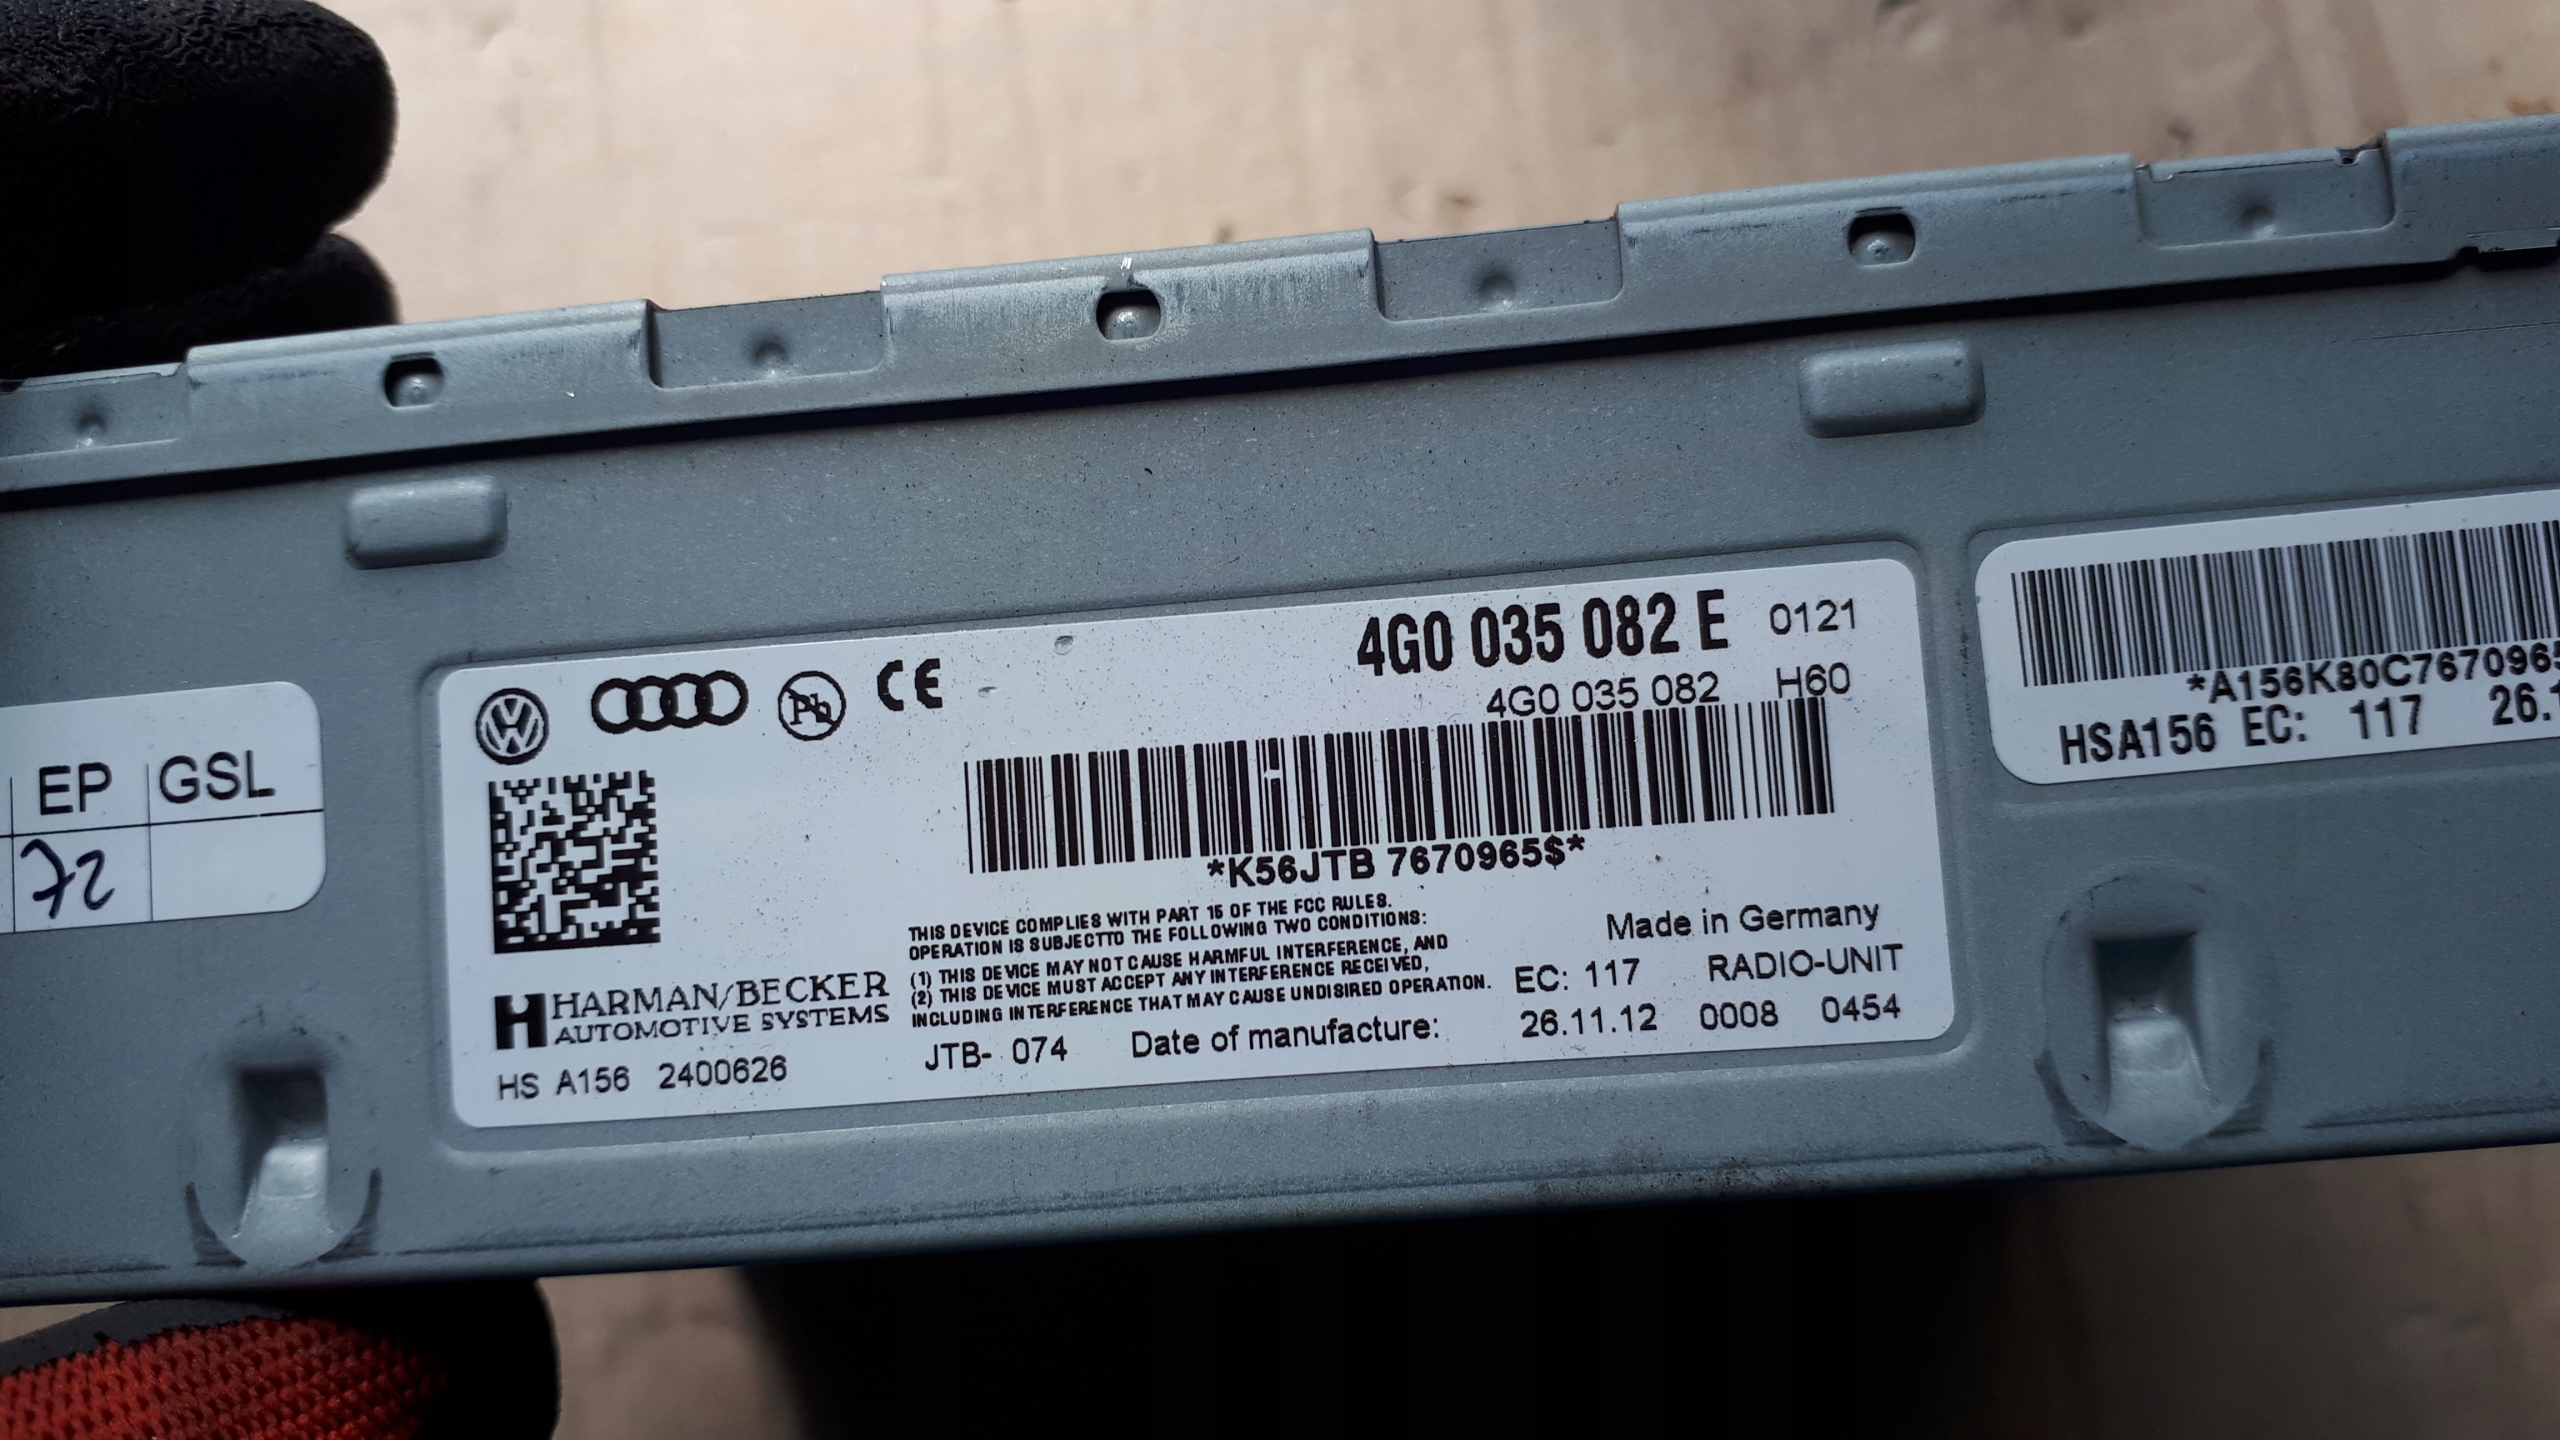 EP GSL
72
4G0 035 082 E 0121
4G0 035 082 H60
CE
*K56JTB 7670965$*
THIS DEVICE COMPLIES WITH PART 15 OF THE FCC RULES.
OPERATION IS SUBJECTTO THE FOLLOWING TWO CONDITIONS:
(1) THIS DEVICE MAY NOT CAUSE HARMFUL INTERFERENCE, AND
(2) THIS DEVICE MUST ACCEPT ANY INTERFERENCE RECEIVED,
INCLUDING INTERFERENCE THAT MAY CAUSE UNDISIRED OPERATION.
Made in Germany
EC: 117 RADIO-UNIT
HARMAN/BECKER
AUTOMOTIVE SYSTEMS
HS A156 2400626
JTB- 074 Date of manufacture: 26.11.12 0008 0454
*A156K80C767096
HSA156 EC: 117 26.1